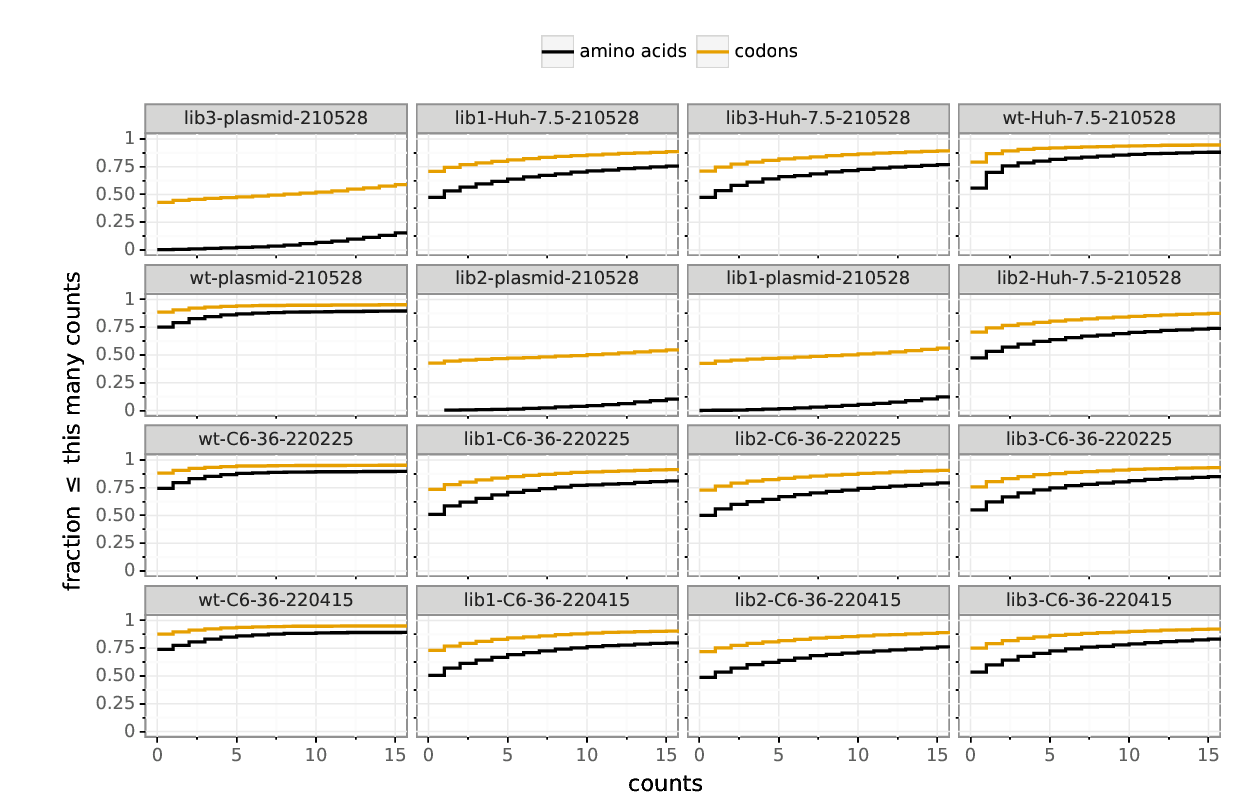 amino acids codons
lib3-plasmid-210528 lib1-Huh-7.5-210528 lib3-Huh-7.5-210528 wt-Huh-7.5-210528
1
0.75
0.50
0.25
0
wt-plasmid-210528 lib2-plasmid-210528 lib1-plasmid-210528 lib2-Huh-7.5-210528
1
0.75
0.50
0.25
0
wt-C6-36-220225 lib1-C6-36-220225 lib2-C6-36-220225 lib3-C6-36-220225
1
0.75
0.50
0.25
0
wt-C6-36-220415 lib1-C6-36-220415 lib2-C6-36-220415 lib3-C6-36-220415
1
0.75
0.50
0.25
0
0 5 10 15 0 5 10 15 0 5 10 15 0 5 10 15
counts
fraction ≤ this many counts